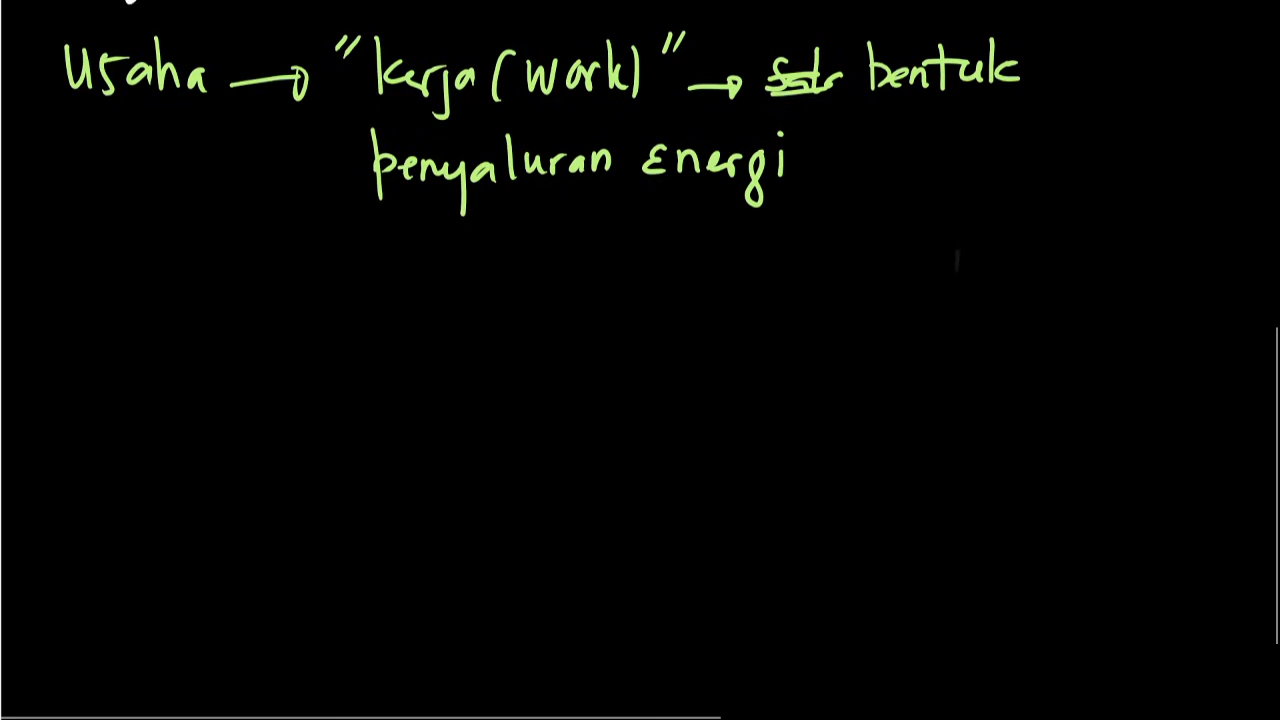 Usaha → "kerja (work)" → bentuk
penyaluran energi